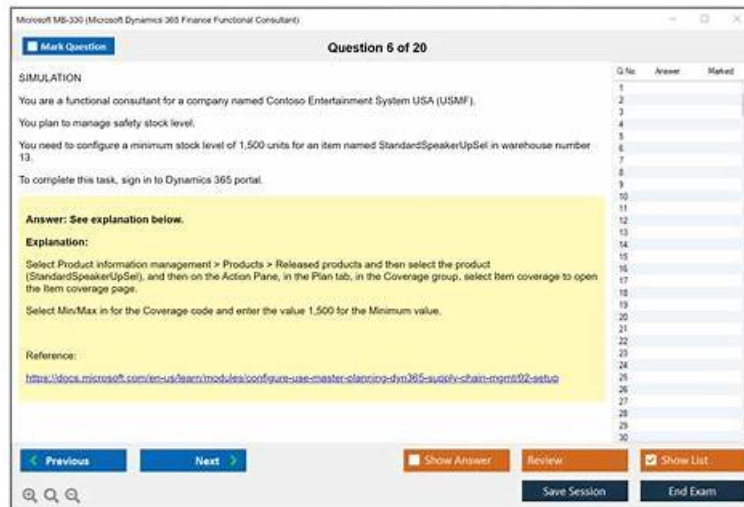 Microsoft MB-330 (Microsoft Dynamics 365 Finance Functional Consultant)
Mark Question
Question 6 of 20
Q No Answer Marked
SIMULATION
You are a functional consultant for a company named Contoso Entertainment System USA (USMF).
You plan to manage safety stock level.
You need to configure a minimum stock level of 1,500 units for an item named StandardSpeakerUpSel in warehouse number
13.
To complete this task, sign in to Dynamics 365 portal.
Answer: See explanation below.
Explanation:
Select Product information management > Products > Released products and then select the product
(StandardSpeakerUpSel), and then on the Action Pane, in the Plan tab, in the Coverage group, select Item coverage to open
the Item coverage page.
Select Min/Max in for the Coverage code and enter the value 1,500 for the Minimum value.
Reference:
https://docs.microsoft.com/en-us/learn/modules/configure-use-master-planning-dyn365-supply-chain-mgmt/02-setup
1
2
3
4
5
6
7
8
9
10
11
12
13
14
15
16
17
18
19
20
21
22
23
24
25
26
27
28
29
30
Previous
Next
Show Answer
Review
Show List
Save Session
End Exam